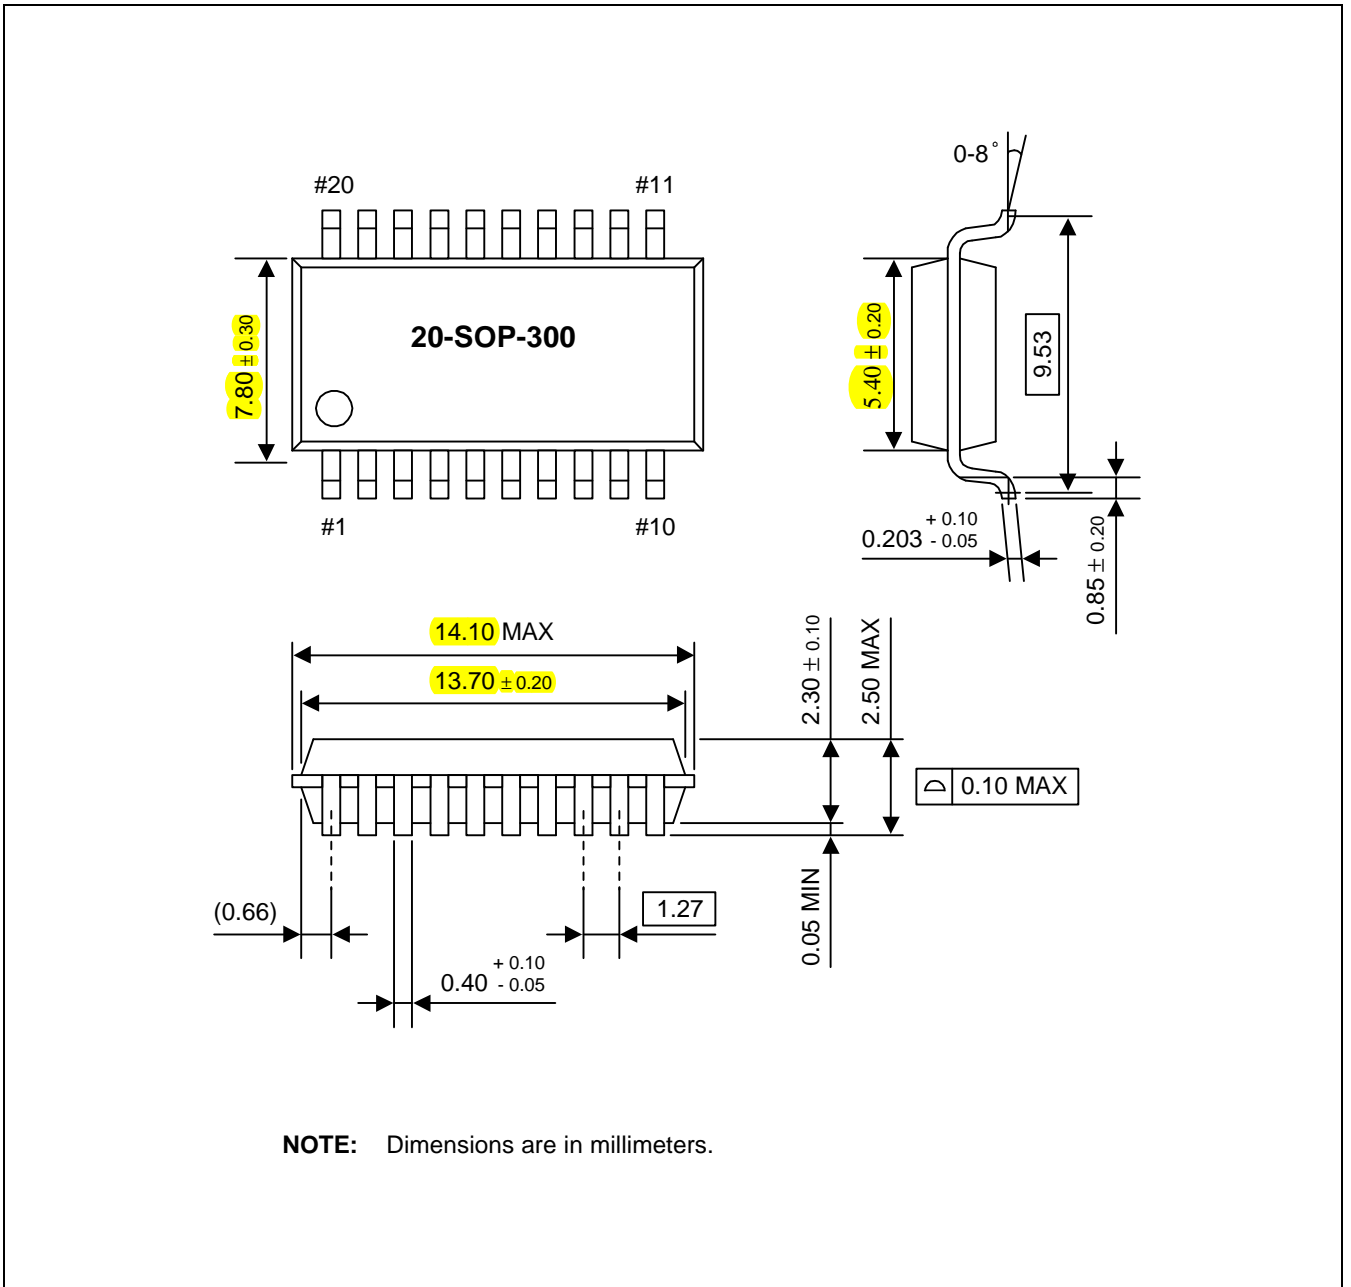 0-8°
#20
#11
7.80 ± 0.30
20-SOP-300
5.40 ± 0.20
9.53
#1
#10
0.203 + 0.10 - 0.05
0.85 ± 0.20
14.10 MAX
13.70 ± 0.20
2.30 ± 0.10
2.50 MAX
0.10 MAX
0.05 MIN
(0.66)
1.27
0.40 + 0.10 - 0.05
NOTE: Dimensions are in millimeters.